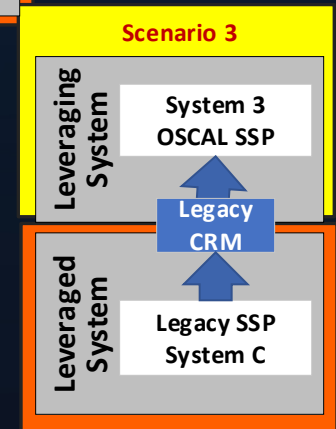 Scenario 3
Leveraging
System
System 3
OSCAL SSP
Legacy
CRM
Leveraged
System
Legacy SSP
System C